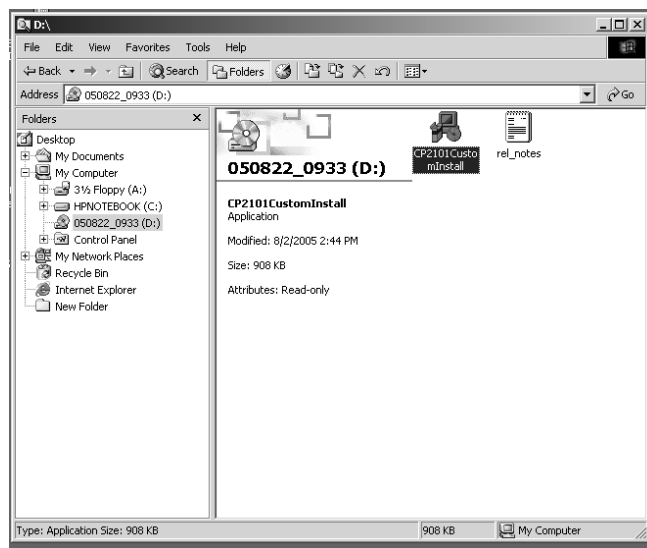 D:\
File Edit View Favorites Tools Help
Back Search Folders
Address 050822_0933 (D:) Go
Folders
Desktop
My Documents
My Computer
3½ Floppy (A:)
HPNOTEBOOK (C:)
050822_0933 (D:)
Control Panel
My Network Places
Recycle Bin
Internet Explorer
New Folder
050822_0933 (D:)
CP2101CustomInstall
Application
Modified: 8/2/2005 2:44 PM
Size: 908 KB
Attributes: Read-only
CP2101Custo
mInstall
rel_notes
Type: Application Size: 908 KB 908 KB My Computer